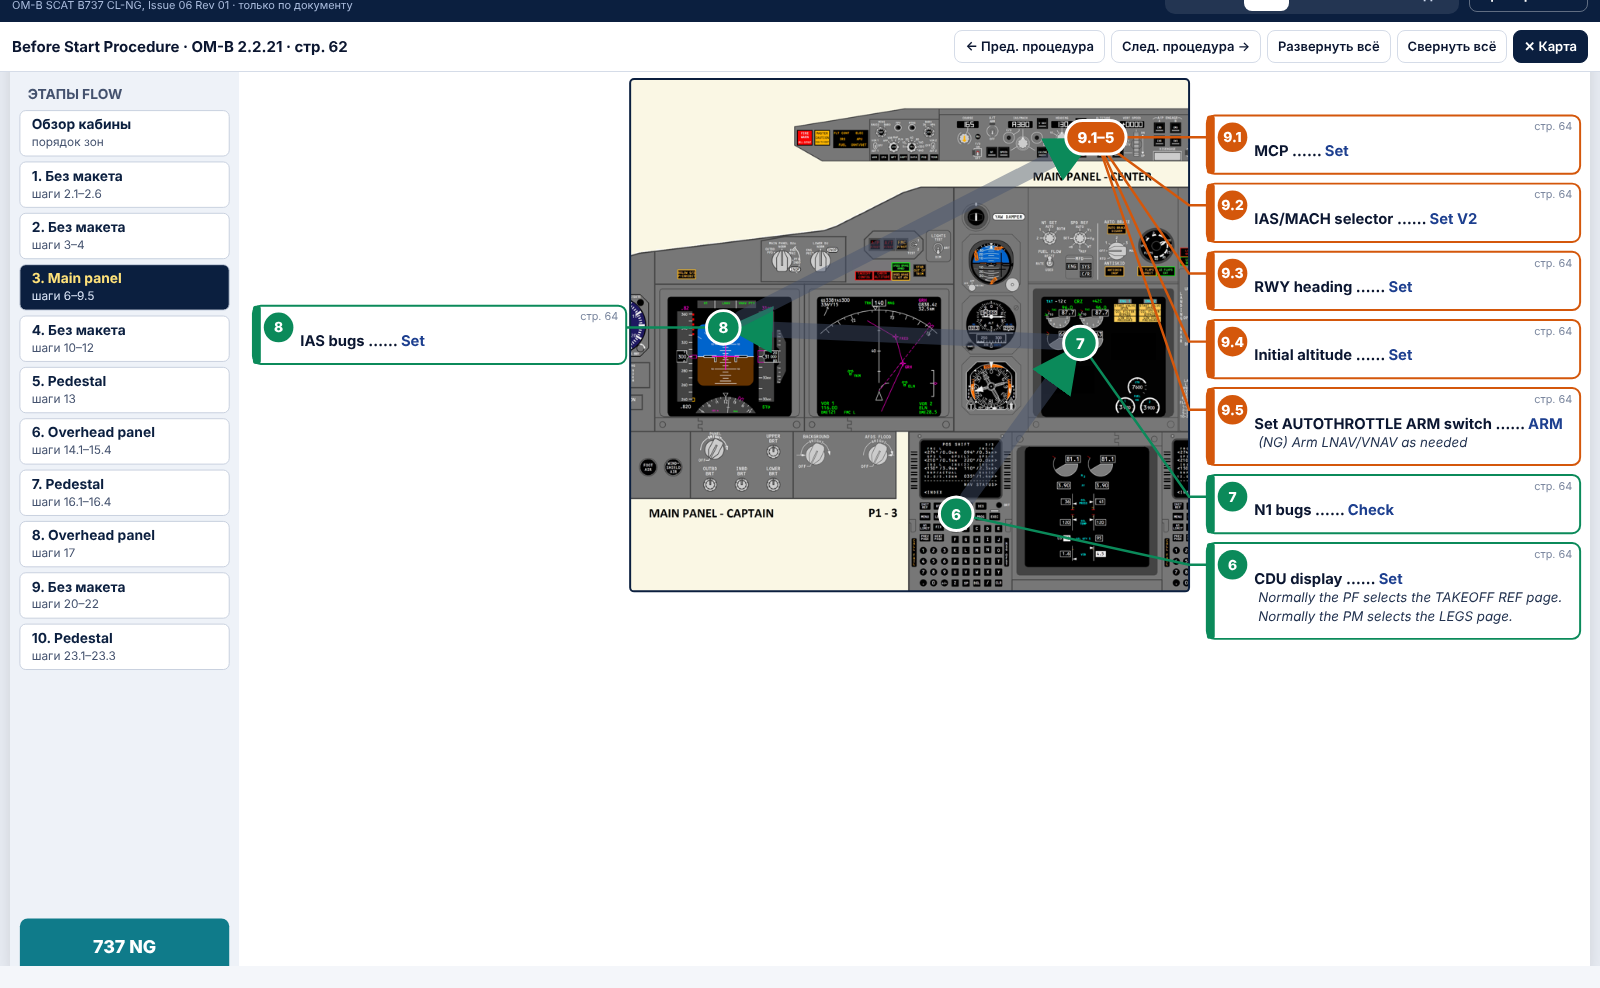 OM-B SCAT B737 CL-NG, Issue 06 Rev 01 · только по документу
Before Start Procedure · OM-B 2.2.21 · стр. 62
← Пред. процедура
След. процедура →
Развернуть всё
Свернуть всё
✕ Карта
ЭТАПЫ FLOW
Обзор кабины
порядок зон
1. Без макета
шаги 2.1–2.6
2. Без макета
шаги 3–4
3. Main panel
шаги 6–9.5
4. Без макета
шаги 10–12
5. Pedestal
шаги 13
6. Overhead panel
шаги 14.1–15.4
7. Pedestal
шаги 16.1–16.4
8. Overhead panel
шаги 17
9. Без макета
шаги 20–22
10. Pedestal
шаги 23.1–23.3
737 NG
8
стр. 64
IAS bugs ...... Set
9.1–5
MAIN PANEL - CENTER
YAW DAMPER
8
7
6
MAIN PANEL - CAPTAIN
P1 - 3
9.1
стр. 64
MCP ...... Set
9.2
стр. 64
IAS/MACH selector ...... Set V2
9.3
стр. 64
RWY heading ...... Set
9.4
стр. 64
Initial altitude ...... Set
9.5
стр. 64
Set AUTOTHROTTLE ARM switch ...... ARM
(NG) Arm LNAV/VNAV as needed
7
стр. 64
N1 bugs ...... Check
6
стр. 64
CDU display ...... Set
Normally the PF selects the TAKEOFF REF page.
Normally the PM selects the LEGS page.